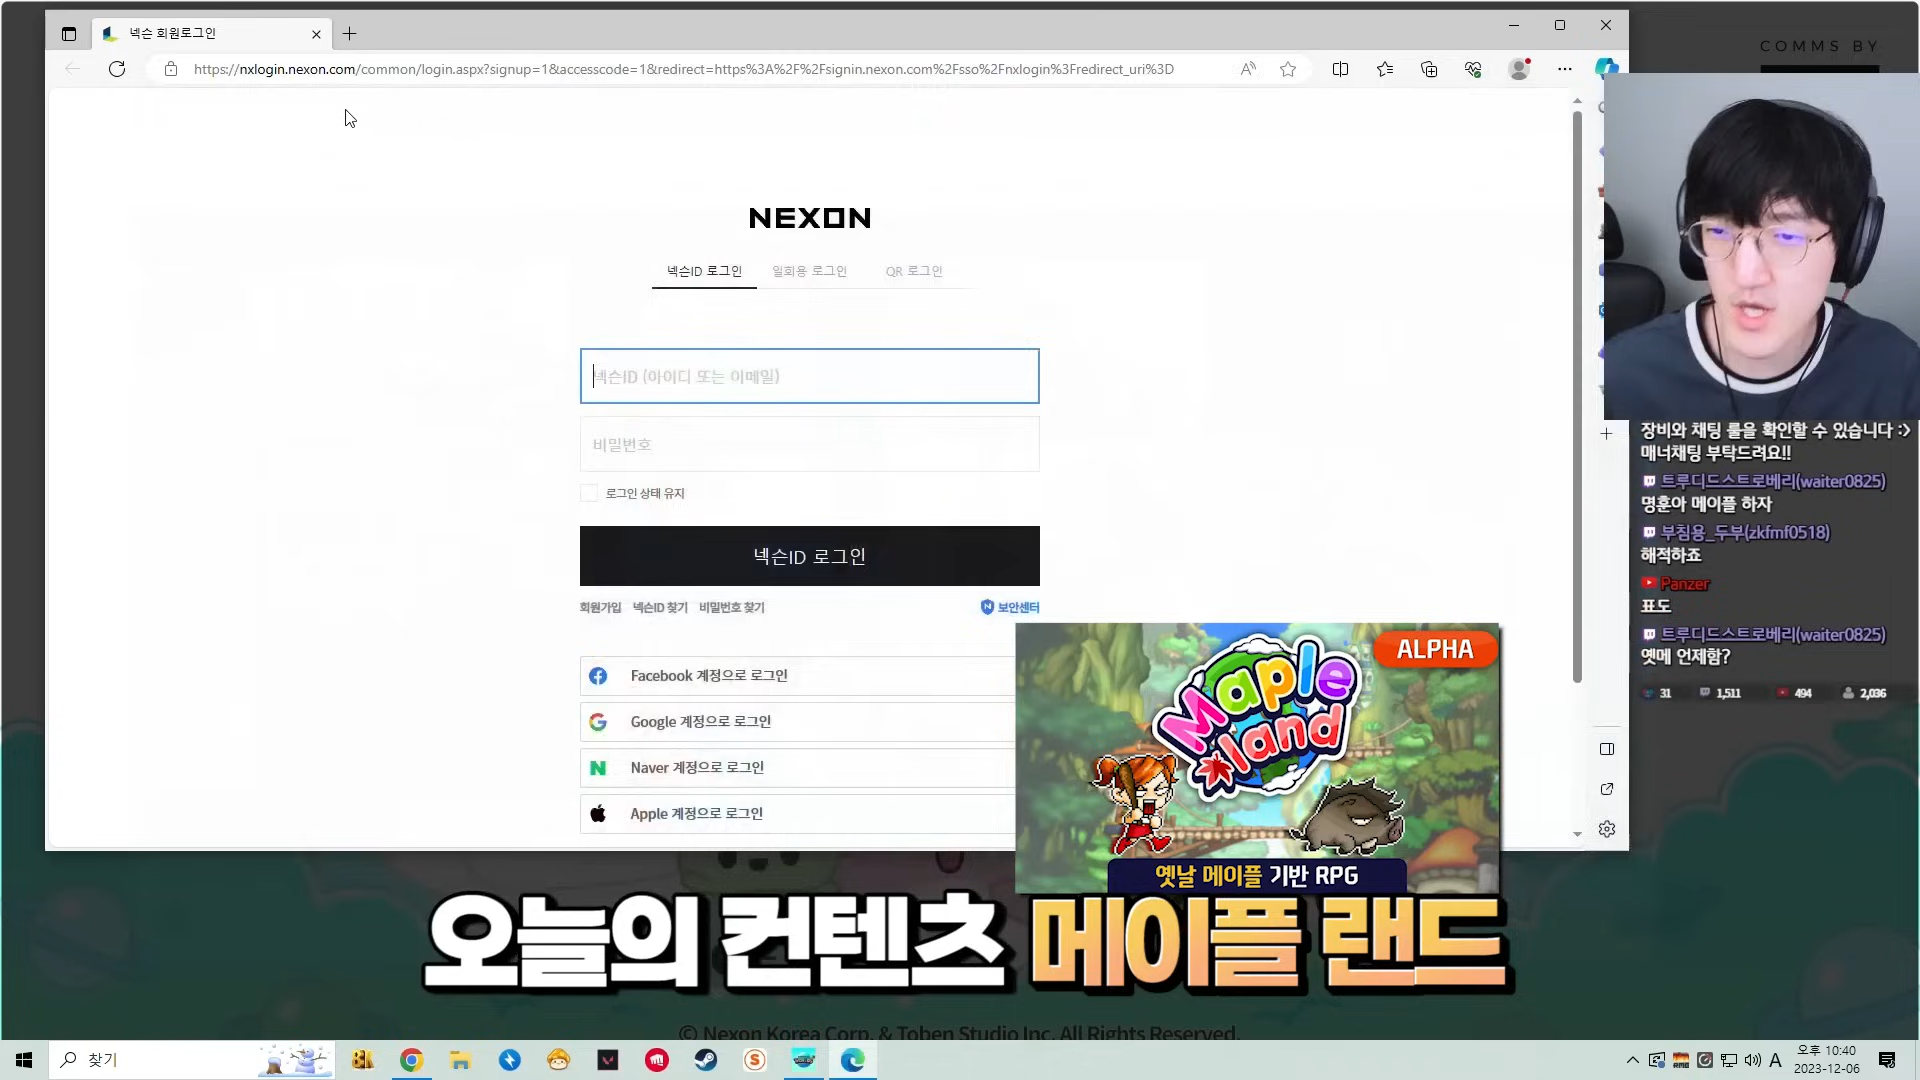 넥슨 회원로그인
https://nxlogin.nexon.com/common/login.aspx?signup=1&accesscode=1&redirect=https%3A%2F%2Fsignin.nexon.com%2Fsso%2Fnxlogin%3Fredirect_uri%3D
COMMS BY
NEXON
넥슨ID 로그인 일회용 로그인 QR 로그인
넥슨ID (아이디 또는 이메일)
비밀번호
로그인 상태 유지
넥슨ID 로그인
회원가입 넥슨ID 찾기 비밀번호 찾기 보안센터
Facebook 계정으로 로그인
Google 계정으로 로그인
Naver 계정으로 로그인
Apple 계정으로 로그인
장비와 채팅 룰을 확인할 수 있습니다 :>
매너채팅 부탁드려요!!
트루디드스트로베리(waiter0825)
명훈아 메이플 하자
부침용_두부(zkfmf0518)
해적하죠
Panzer
표도
트루디드스트로베리(waiter0825)
옛메 언제함?
31 1,511 494 2,036
ALPHA
Maple
land
옛날 메이플 기반 RPG
오늘의 컨텐츠 메이플 랜드
© Nexon Korea Corp. & Toben Studio Inc. All Rights Reserved.
찾기
A
오후 10:40
2023-12-06